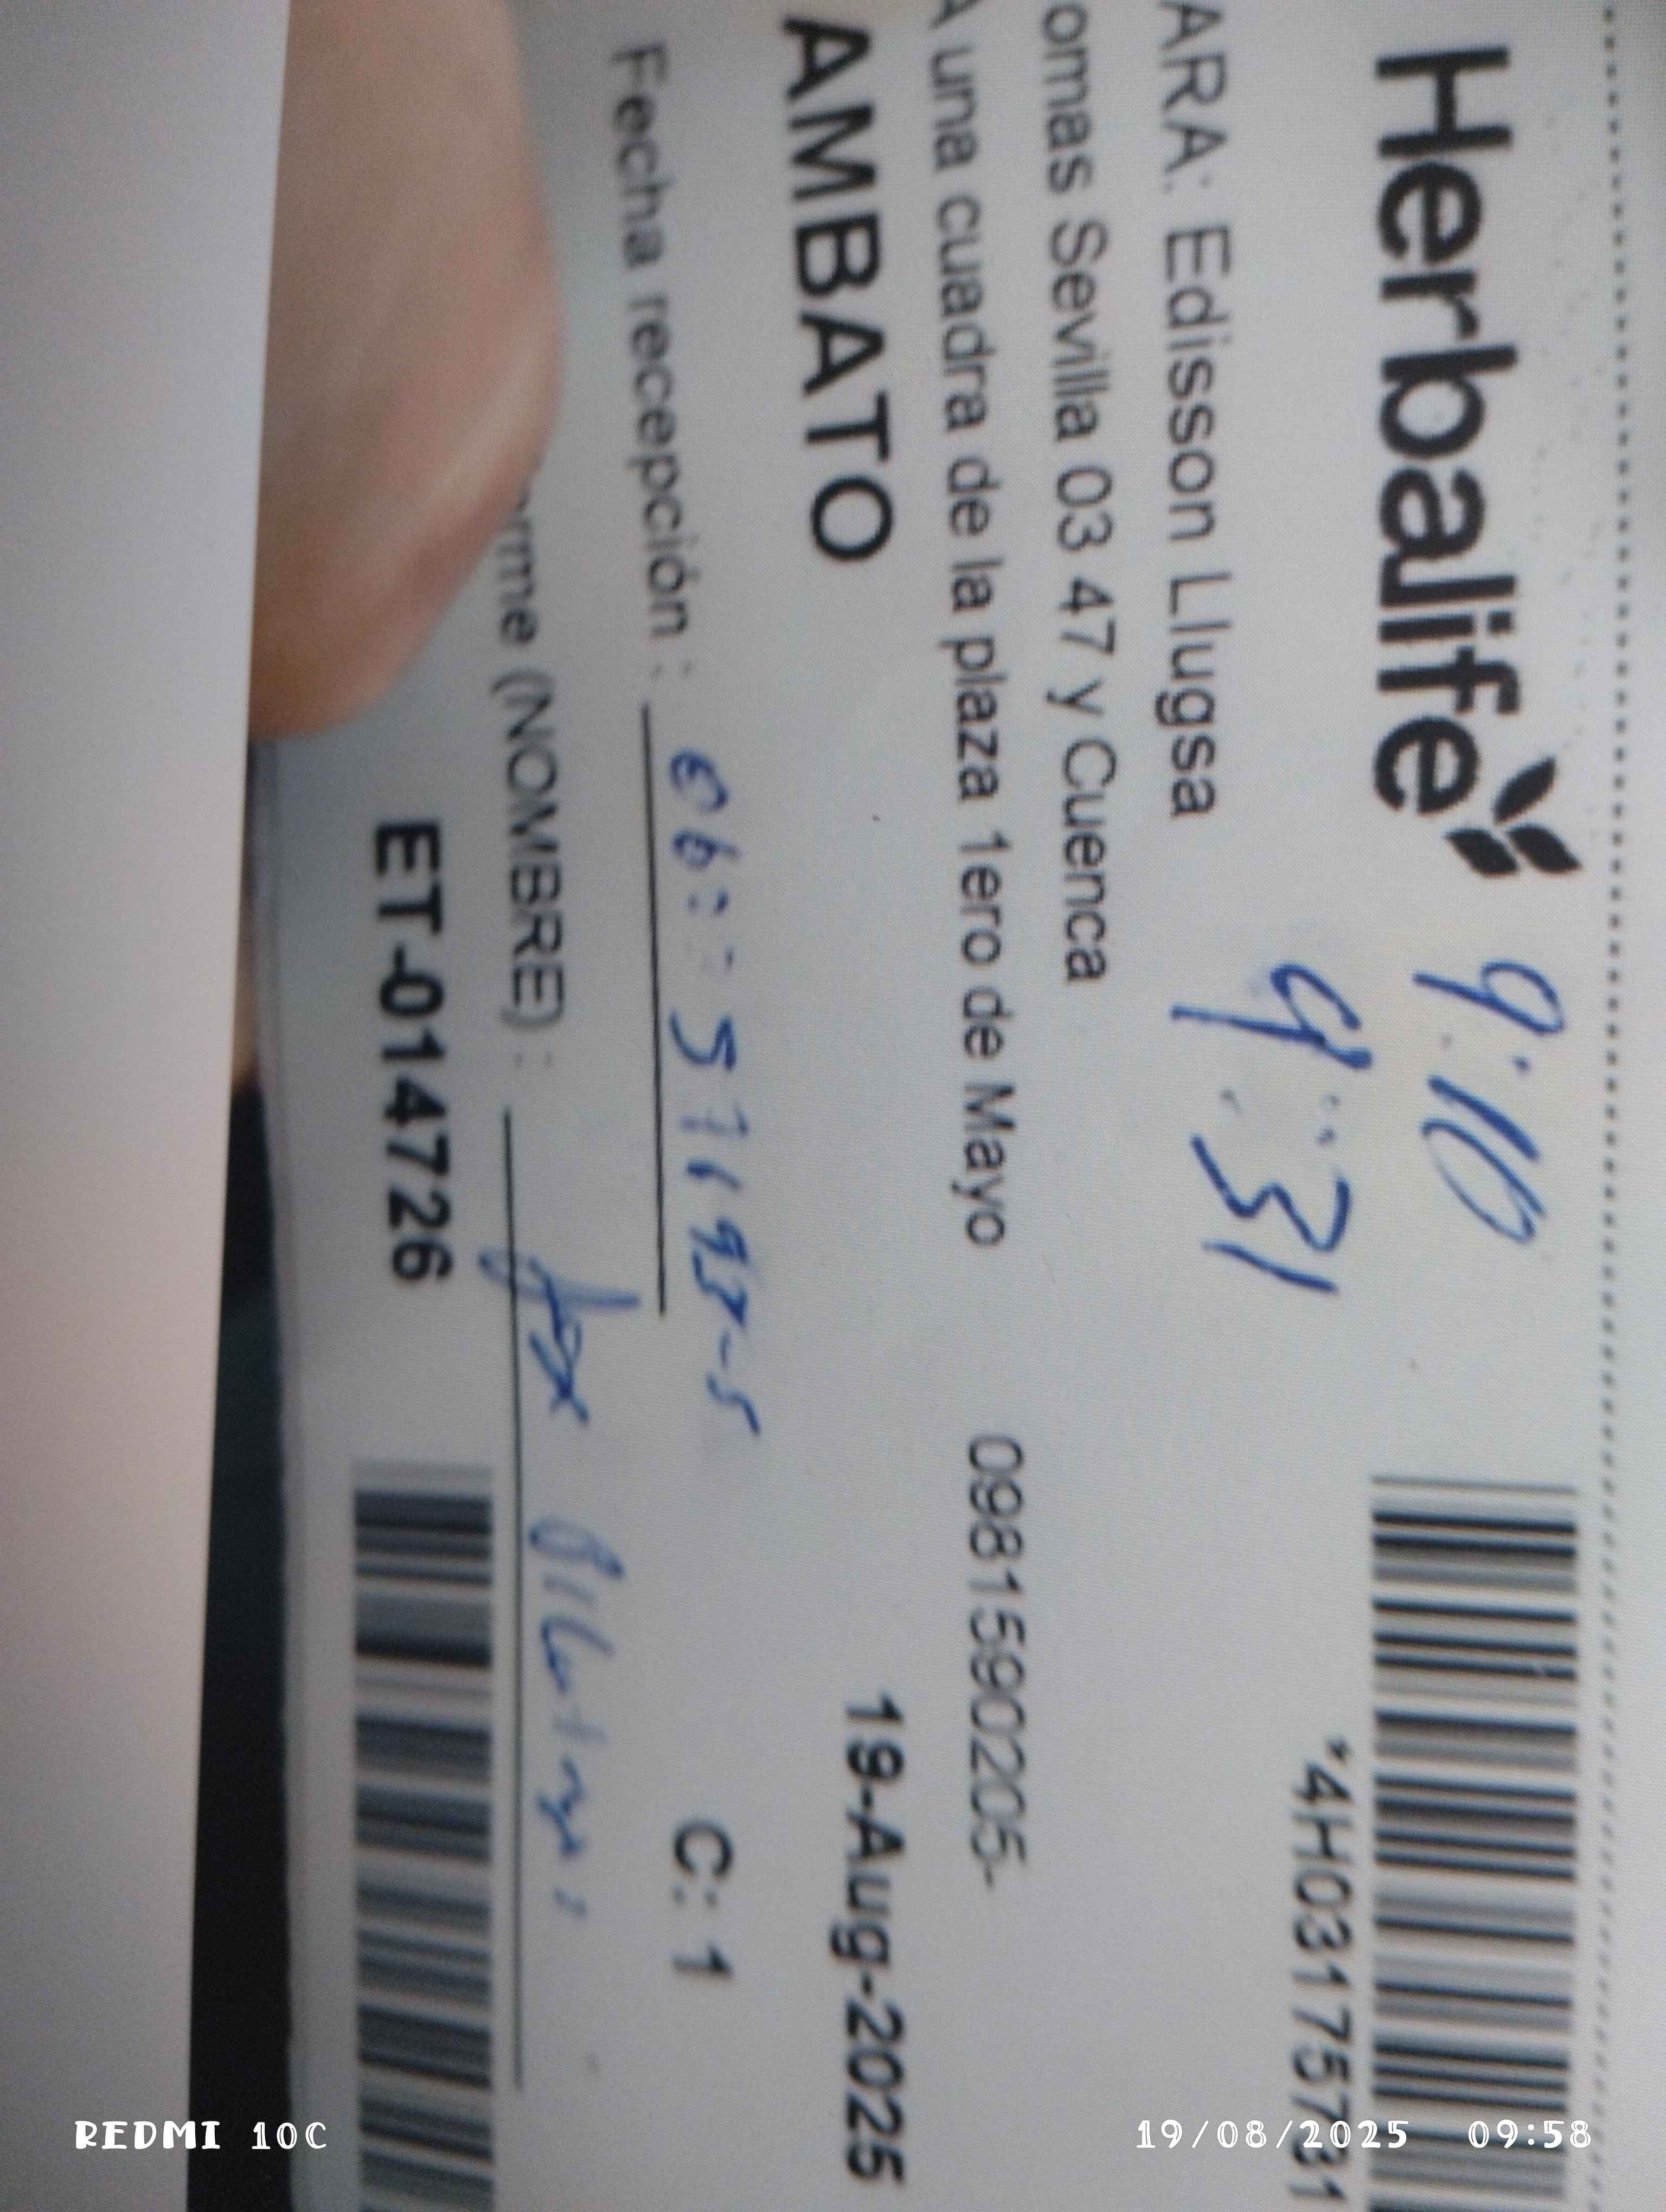 Herbalife
9:10
*4H03175731
9:31
ARA: Edisson Llugsa
omas Sevilla 03 47 y Cuenca
A una cuadra de la plaza 1ero de Mayo 0981590205-
AMBATO
19-Aug-2025
Fecha recepción :
C: 1
orme (NOMBRE) :
ET-014726
REDMI 10C
19/08/2025 09:58